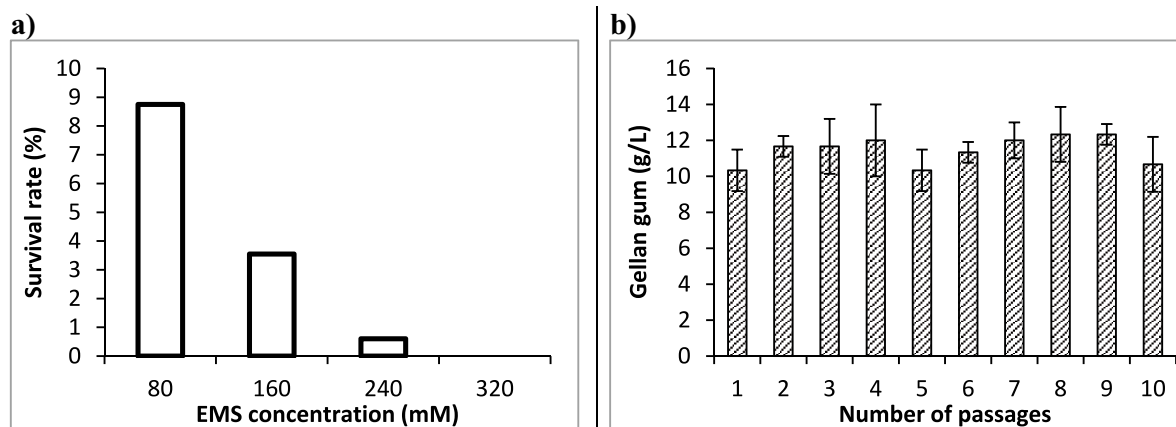 a)
10
9
8
7
6
5
4
3
2
1
0
Survival rate (%)
80 160 240 320
EMS concentration (mM)
b)
16
14
12
10
8
6
4
2
0
Gellan gum (g/L)
1 2 3 4 5 6 7 8 9 10
Number of passages